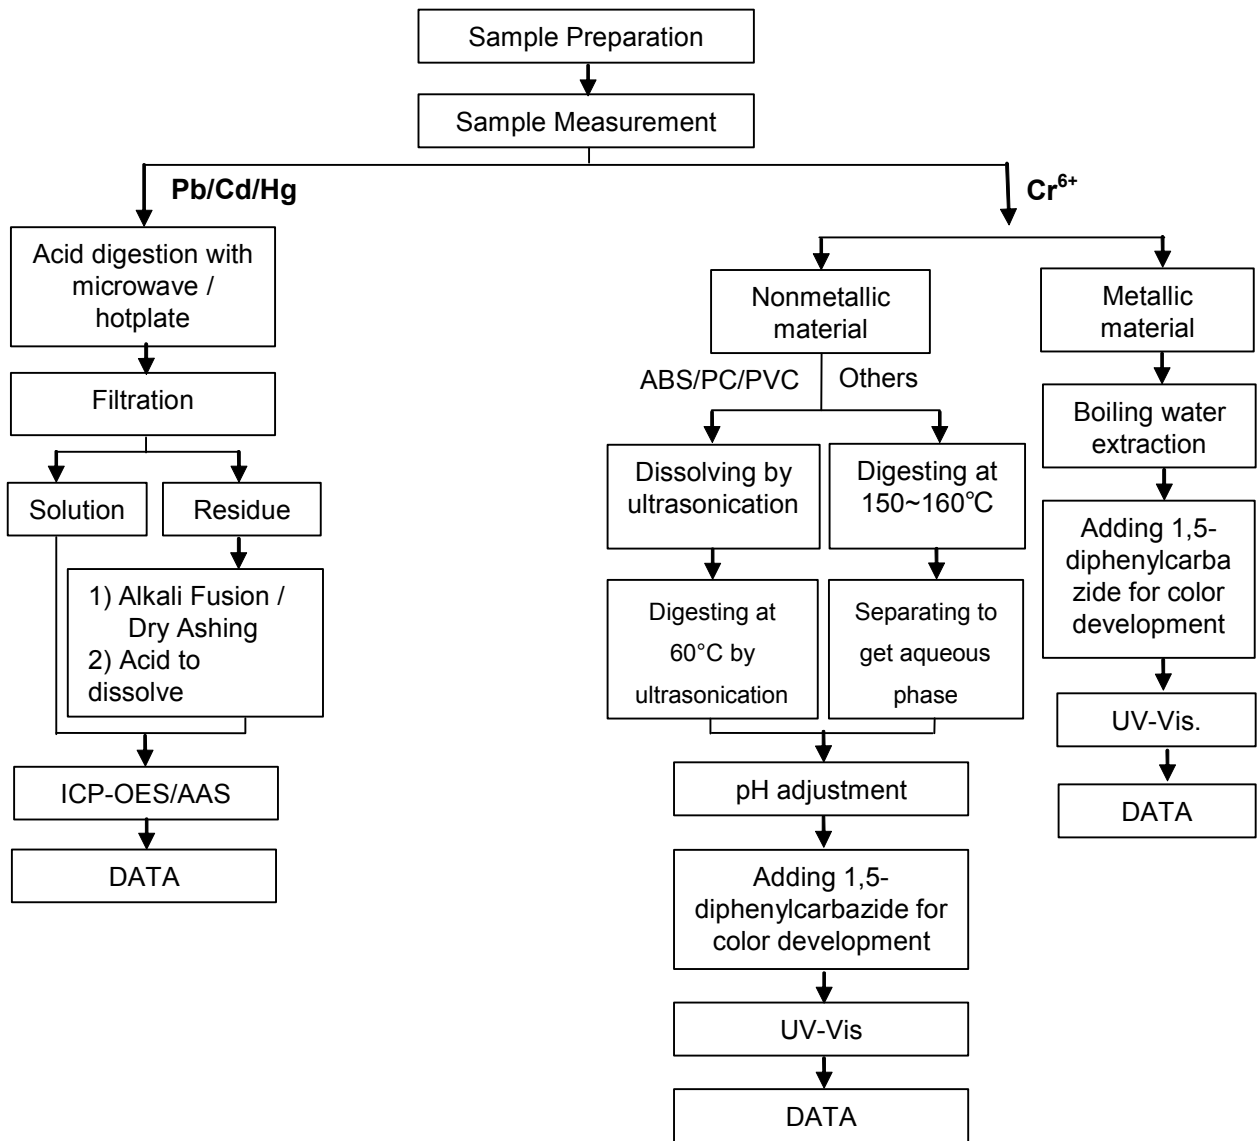 Sample Preparation
Sample Measurement
Pb/Cd/Hg
Cr⁶⁺
Acid digestion with
microwave /
hotplate
Filtration
Solution
Residue
1) Alkali Fusion /
Dry Ashing
2) Acid to
dissolve
ICP-OES/AAS
DATA
Nonmetallic
material
ABS/PC/PVC
Others
Dissolving by
ultrasonication
Digesting at
150~160℃
Digesting at
60°C by
ultrasonication
Separating to
get aqueous
phase
pH adjustment
Adding 1,5-
diphenylcarbazide for
color development
UV-Vis
DATA
Metallic
material
Boiling water
extraction
Adding 1,5-
diphenylcarba
zide for color
development
UV-Vis.
DATA